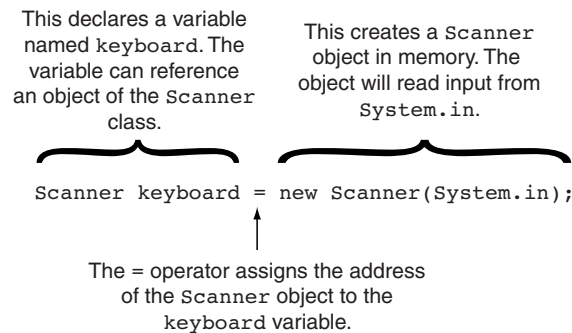 This declares a variable
named keyboard. The
variable can reference
an object of the Scanner
class.
This creates a Scanner
object in memory. The
object will read input from
System.in.
Scanner keyboard = new Scanner(System.in);
The = operator assigns the address
of the Scanner object to the
keyboard variable.